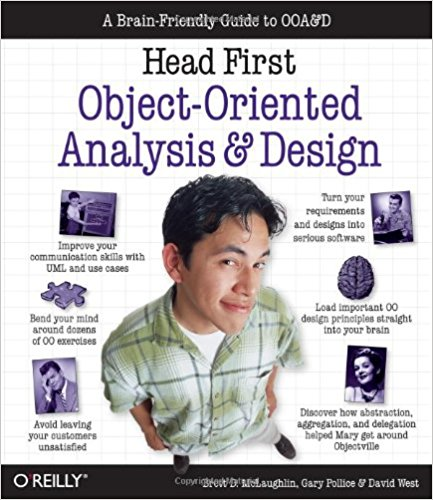 A Brain-Friendly Guide to OOA&D
Head First
Object-Oriented
Analysis & Design
Improve your
communication skills with
UML and use cases
Bend your mind
around dozens
of OO exercises
Avoid leaving
your customers
unsatisfied
Turn your
requirements
and designs into
serious software
Load important OO
design principles straight
into your brain
Discover how abstraction,
aggregation, and delegation
helped Mary get around
Objectville
O'REILLY®
Copyrighted Material
McLaughlin, Gary Pollice & David West